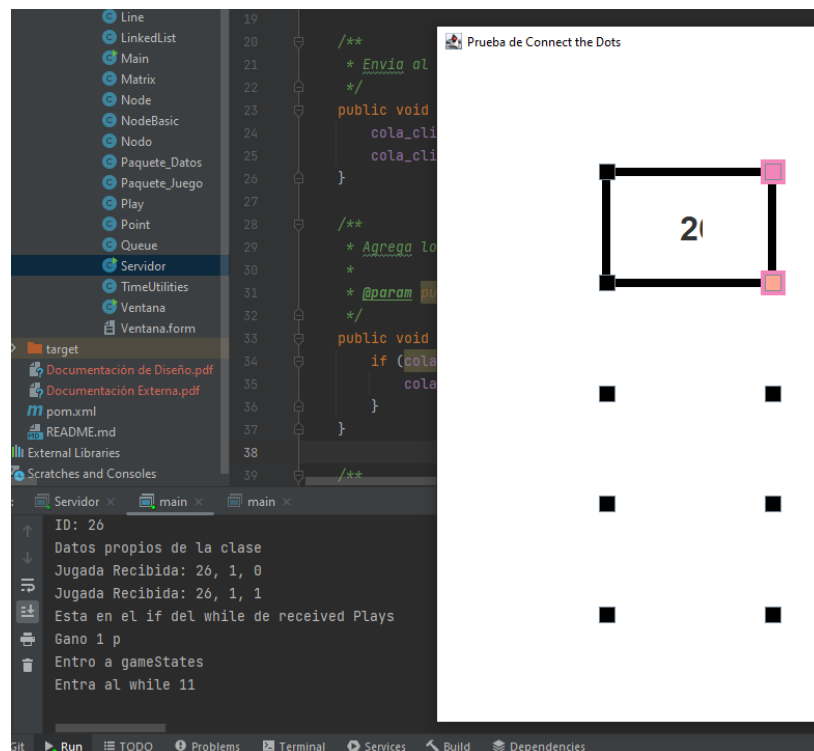 Line
LinkedList
Main
Matrix
Node
NodeBasic
Nodo
Paquete_Datos
Paquete_Juego
Play
Point
Queue
Servidor
TimeUtilities
Ventana
Ventana.form
target
Documentación de Diseño.pdf
Documentación Externa.pdf
pom.xml
README.md
External Libraries
Scratches and Consoles
19
20 /**
21 * Envia al
22 */
23 public void
24 cola_cli
25 cola_cli
26 }
27
28 /**
29 * Agrega lo
30 *
31 * @param pu
32 */
33 public void
34 if (cola
35 cola
36 }
37 }
38
39 /**
Prueba de Connect the Dots
Servidor main main
ID: 26
Datos propios de la clase
Jugada Recibida: 26, 1, 0
Jugada Recibida: 26, 1, 1
Esta en el if del while de received Plays
Gano 1 p
Entro a gameStates
Entra al while 11
Git Run TODO Problems Terminal Services Build Dependencies